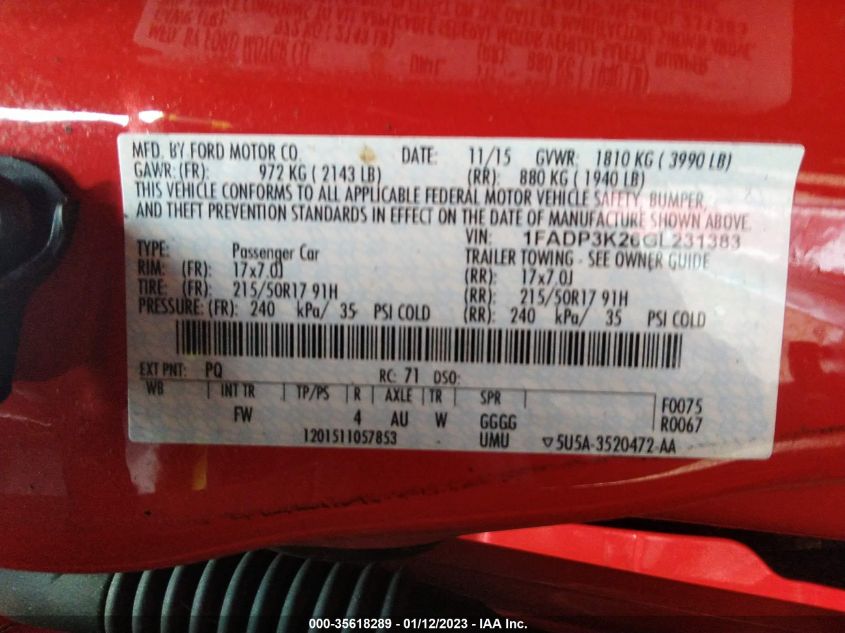 MFD. BY FORD MOTOR CO. DATE: 11/15 GVWR: 1810 KG ( 3990 LB)
GAWR: (FR): 972 KG ( 2143 LB) (RR): 880 KG ( 1940 LB)
THIS VEHICLE CONFORMS TO ALL APPLICABLE FEDERAL MOTOR VEHICLE SAFETY, BUMPER,
AND THEFT PREVENTION STANDARDS IN EFFECT ON THE DATE OF MANUFACTURE SHOWN ABOVE.
VIN: 1FADP3K26GL231383
TYPE: Passenger Car TRAILER TOWING - SEE OWNER GUIDE
RIM: (FR): 17x7.0J (RR): 17x7.0J
TIRE: (FR): 215/50R17 91H (RR): 215/50R17 91H
PRESSURE: (FR): 240 kPa/ 35 PSI COLD (RR): 240 kPa/ 35 PSI COLD
EXT PNT: PQ RC: 71 DSO:
WB INT TR TP/PS R AXLE TR SPR F0075
FW 4 AU W GGGG R0067
1201511057853 UMU 5U5A-3520472-AA
000-35618289 - 01/12/2023 - IAA Inc.